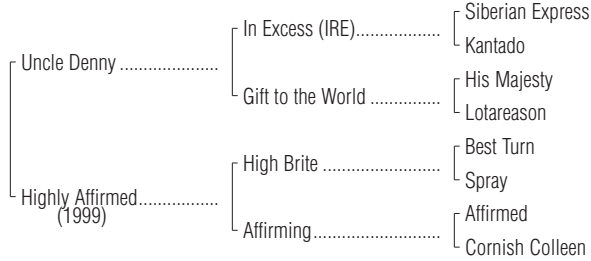 Siberian Express
In Excess (IRE)..................
Kantado
Uncle Denny .....................
His Majesty
Gift to the World ...............
Lotareason
Best Turn
High Brite .........................
Spray
Highly Affirmed.................
(1999)
Affirmed
Affirming...........................
Cornish Colleen